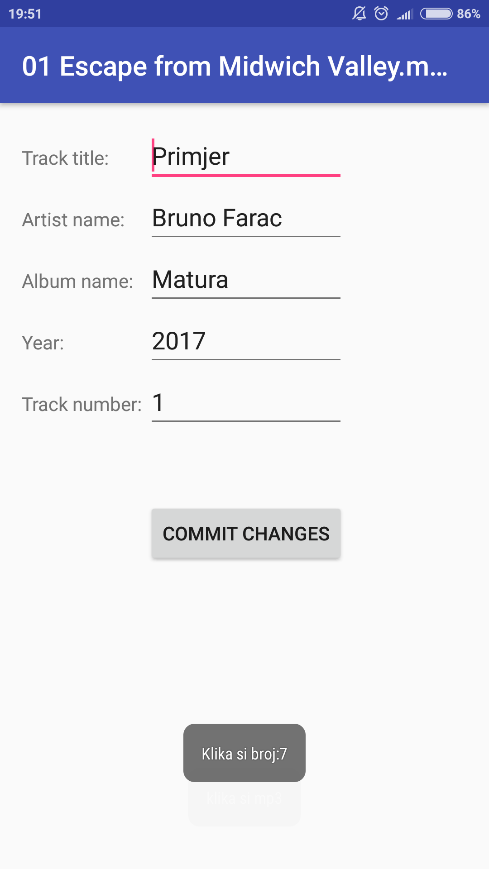 19:51
86%
01 Escape from Midwich Valley.m...
Track title:
Primjer
Artist name:
Bruno Farac
Album name:
Matura
Year:
2017
Track number:
1
COMMIT CHANGES
Klika si broj:7